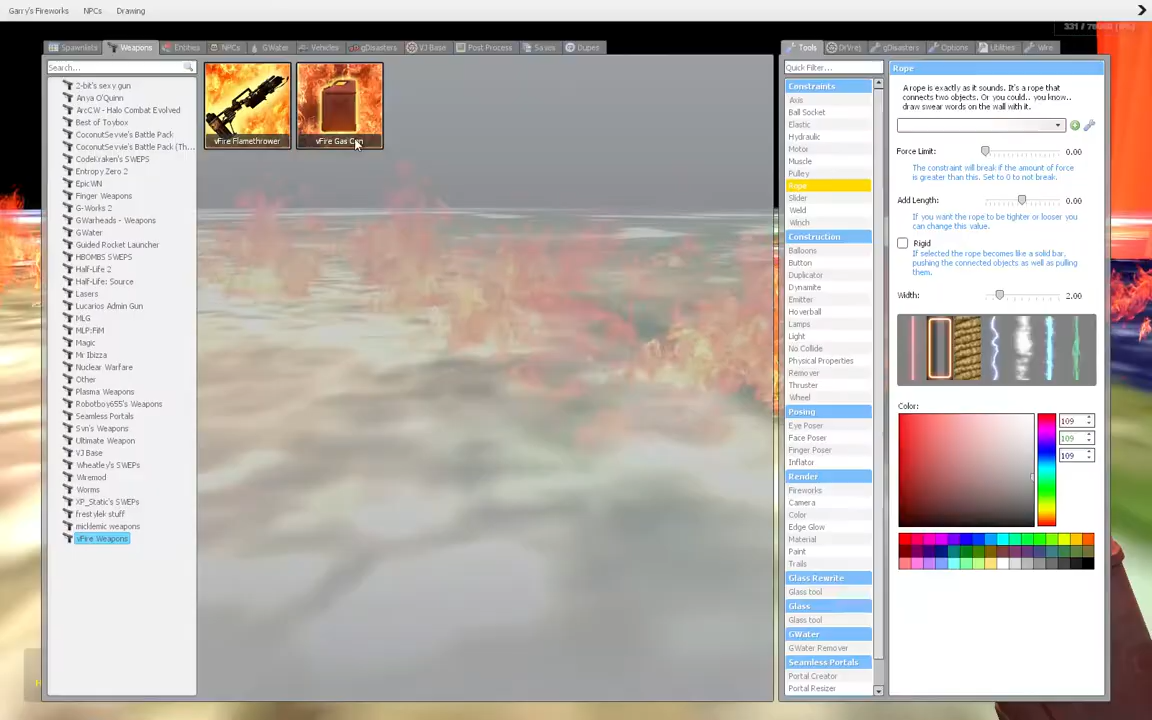 Garry's Fireworks NPCs Drawing
331 / 70000 [0%]
Spawnlists Weapons Entities NPCs GWater Vehicles gDisasters VJ Base Post Process Saves Dupes
Search...
2-bit's sexy gun
Anya O'Quinn
ArcCW - Halo Combat Evolved
Best of Toybox
CoconutSevvie's Battle Pack
CoconutSevvie's Battle Pack (Th...
CodeKraken's SWEPS
Entropy Zero 2
EpicWN
Finger Weapons
G-Works 2
GWarheads - Weapons
GWater
Guided Rocket Launcher
HBOMBS SWEPS
Half-Life 2
Half-Life: Source
Lasers
Lucarios Admin Gun
MLG
MLP:FiM
Magic
Mr Ibizza
Nuclear Warfare
Other
Plasma Weapons
Robotboy655's Weapons
Seamless Portals
Svn's Weapons
Ultimate Weapon
VJ Base
Wheatley's SWEPs
Wiremod
Worms
XP_Static's SWEPs
frestylek stuff
micklemic weapons
vFire Weapons
vFire Flamethrower
vFire Gas
Tools DrVrej gDisasters Options Utilities Wire
Quick Filter...
Constraints
Axis
Ball Socket
Elastic
Hydraulic
Motor
Muscle
Pulley
Rope
Slider
Weld
Winch
Construction
Balloons
Button
Duplicator
Dynamite
Emitter
Hoverball
Lamps
Light
No Collide
Physical Properties
Remover
Thruster
Wheel
Posing
Eye Poser
Face Poser
Finger Poser
Inflator
Render
Fireworks
Camera
Color
Edge Glow
Material
Paint
Trails
Glass Rewrite
Glass tool
Glass
Glass tool
GWater
GWater Remover
Seamless Portals
Portal Creator
Portal Resizer
Rope
A rope is exactly as it sounds. It's a rope that
connects two objects. Or you could.. you know..
draw swear words on the wall with it.
Force Limit: 0.00
The constraint will break if the amount of force
is greater than this. Set to 0 to not break.
Add Length: 0.00
If you want the rope to be tighter or looser you
can change this value.
Rigid
If selected the rope becomes like a solid bar,
pushing the connected objects as well as pulling
them.
Width: 2.00
Color:
109
109
109